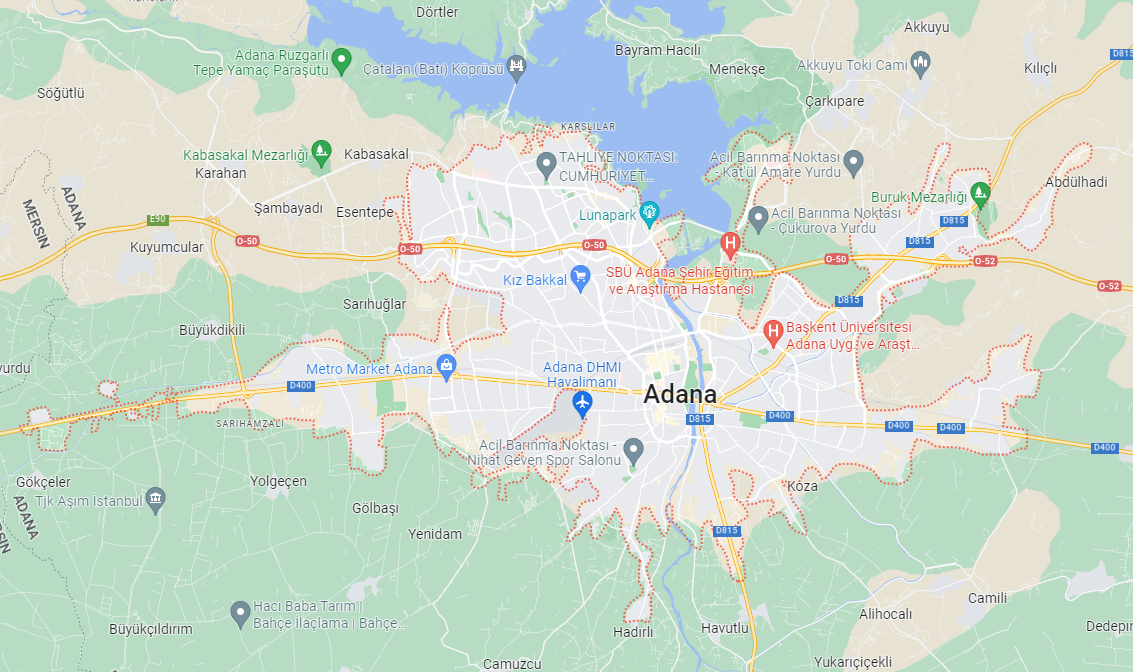 Dörtler
Akkuyu
Bayram Hacılı
Adana Rüzgarlı
Tepe Yamaç Paraşütü
Çatalan (Batı) Köprüsü
Menekşe
Akkuyu Toki Cami
Kılıçlı
D815
Söğütlü
Çarkıpare
KARŞLILAR
Kabasakal Mezarlığı
Kabasakal
Karahan
TAHLİYE NOKTASI:
CUMHURİYET...
Acil Barınma Noktası
- Kat'ül Amare Yurdu
Abdülhadi
Buruk Mezarlığı
ADANA
MERSIN
Şambayadı
Esentepe
Lunapark
Acil Barınma Noktası
- Çukurova Yurdu
E90
O-50
O-50
O-50
O-50
D815
D815
O-52
O-52
Kuyumcular
Kız Bakkal
SBÜ Adana Şehir Eğitim
ve Araştırma Hastanesi
D815
Sarıhuğlar
Büyükdikili
Başkent Üniversitesi
Adana Uyg. ve Araşt...
yurdu
Metro Market Adana
Adana DHMI
Havalimanı
D400
Adana
D815
D400
D400
D400
D400
SARIHAMZALI
Acil Barınma Noktası -
Nihat Geven Spor Salonu
Gökçeler
Yolgeçen
Köza
Tjk Aşım İstanbul
ADANA
SIN
Gölbaşı
Yenidam
D815
Hacı Baba Tarım |
Bahçe İlaçlama | Bahçe...
Camili
Alihocalı
Büyükçıldırım
Hadırlı
Havutlu
Dedepın
Camuzcu
Yukarıçiçekli